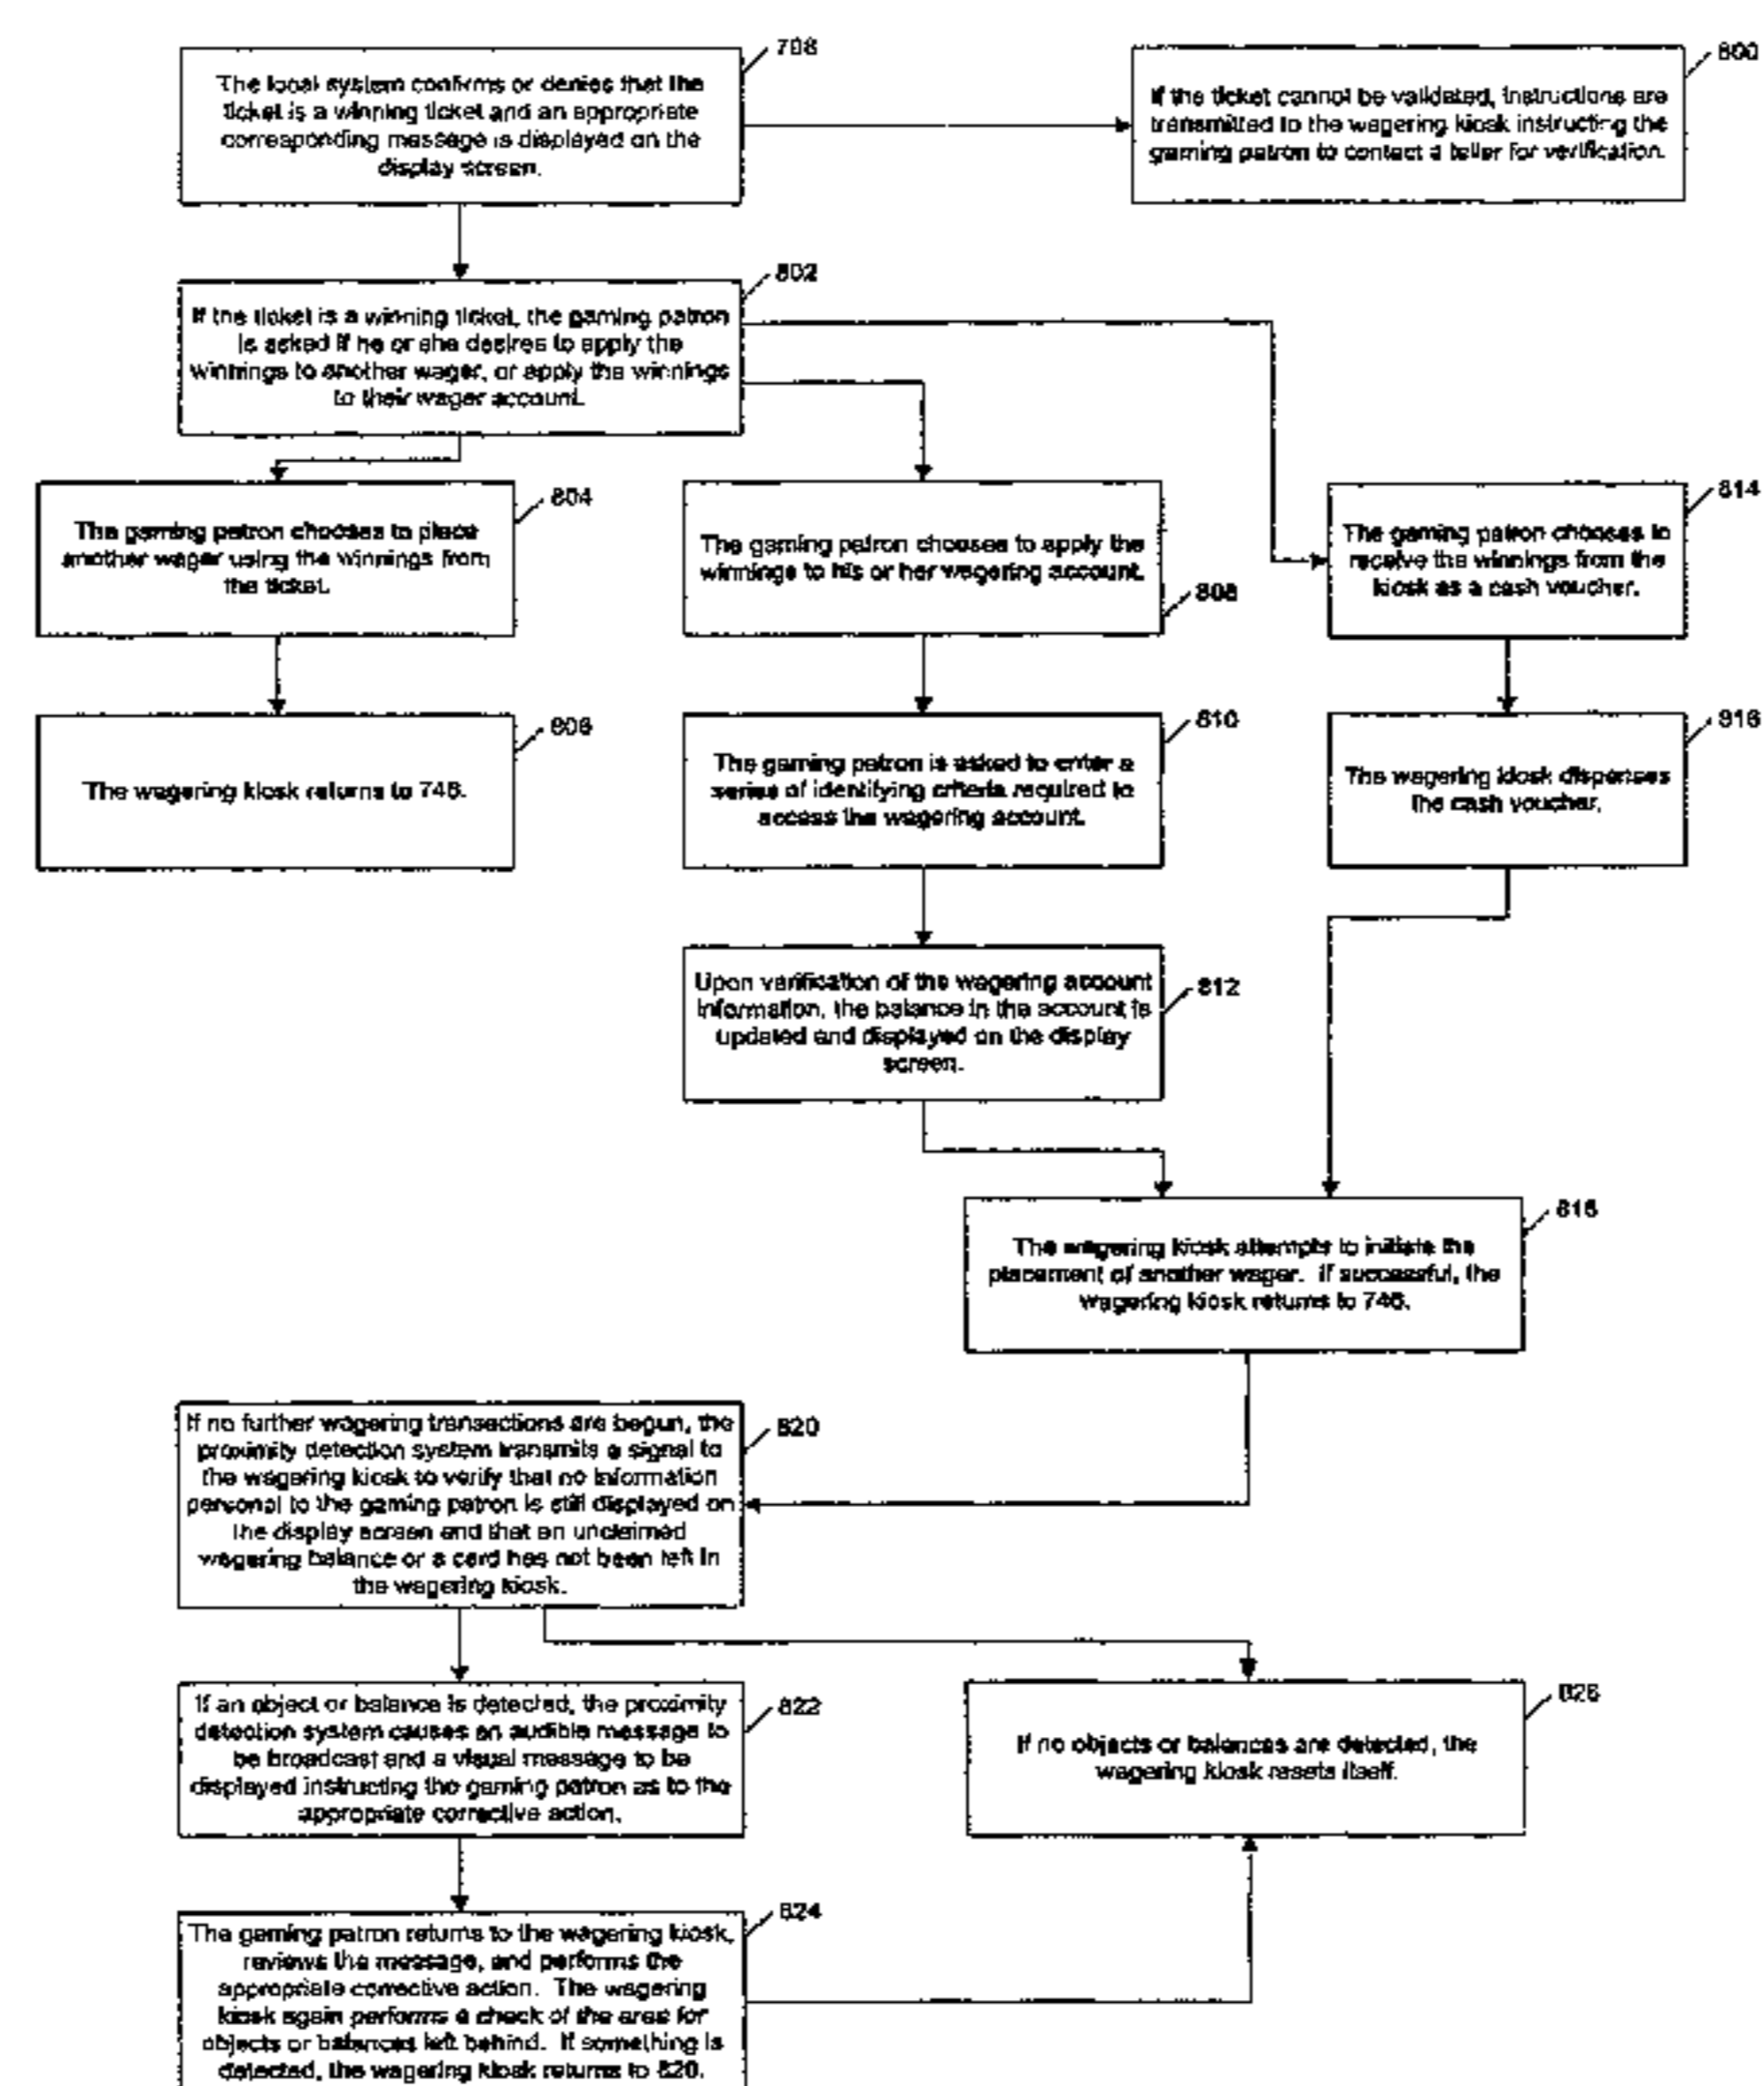 798
The local system confirms or denies that the
ticket is a winning ticket and an appropriate
corresponding message is displayed on the
display screen.
800
If the ticket cannot be validated, instructions are
transmitted to the wagering kiosk instructing the
gaming patron to contact a teller for verification.
802
If the ticket is a winning ticket, the gaming patron
is asked if he or she desires to apply the
winnings to another wager, or apply the winnings
to their wager account.
804
The gaming patron chooses to place
another wager using the winnings from
the ticket.
The gaming patron chooses to apply the
winnings to his or her wagering account.
808
814
The gaming patron chooses to
receive the winnings from the
kiosk as a cash voucher.
806
The wagering kiosk returns to 746.
810
The gaming patron is asked to enter a
series of identifying criteria required to
access the wagering account.
816
The wagering kiosk dispenses
the cash voucher.
Upon verification of the wagering account
information, the balance in the account is
updated and displayed on the display
screen.
812
818
The wagering kiosk attempts to initiate the
placement of another wager. If successful, the
wagering kiosk returns to 746.
820
If no further wagering transactions are begun, the
proximity detection system transmits a signal to
the wagering kiosk to verify that no information
personal to the gaming patron is still displayed on
the display screen and that an unclaimed
wagering balance or a card has not been left in
the wagering kiosk.
822
If an object or balance is detected, the proximity
detection system causes an audible message to
be broadcast and a visual message to be
displayed instructing the gaming patron as to the
appropriate corrective action.
826
If no objects or balances are detected, the
wagering kiosk resets itself.
824
The gaming patron returns to the wagering kiosk,
reviews the message, and performs the
appropriate corrective action. The wagering
kiosk again performs a check of the area for
objects or balances left behind. If something is
detected, the wagering kiosk returns to 820.